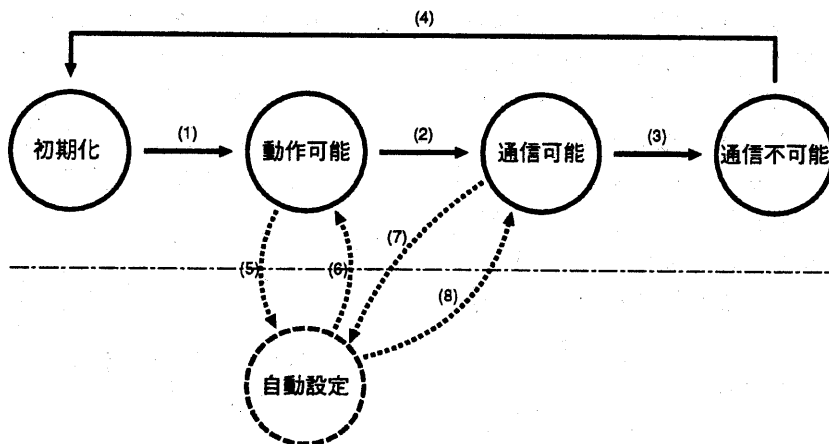 (4)
初期化
(1)
動作可能
(2)
通信可能
(3)
通信不可能
(5)
(6)
(7)
(8)
自動設定